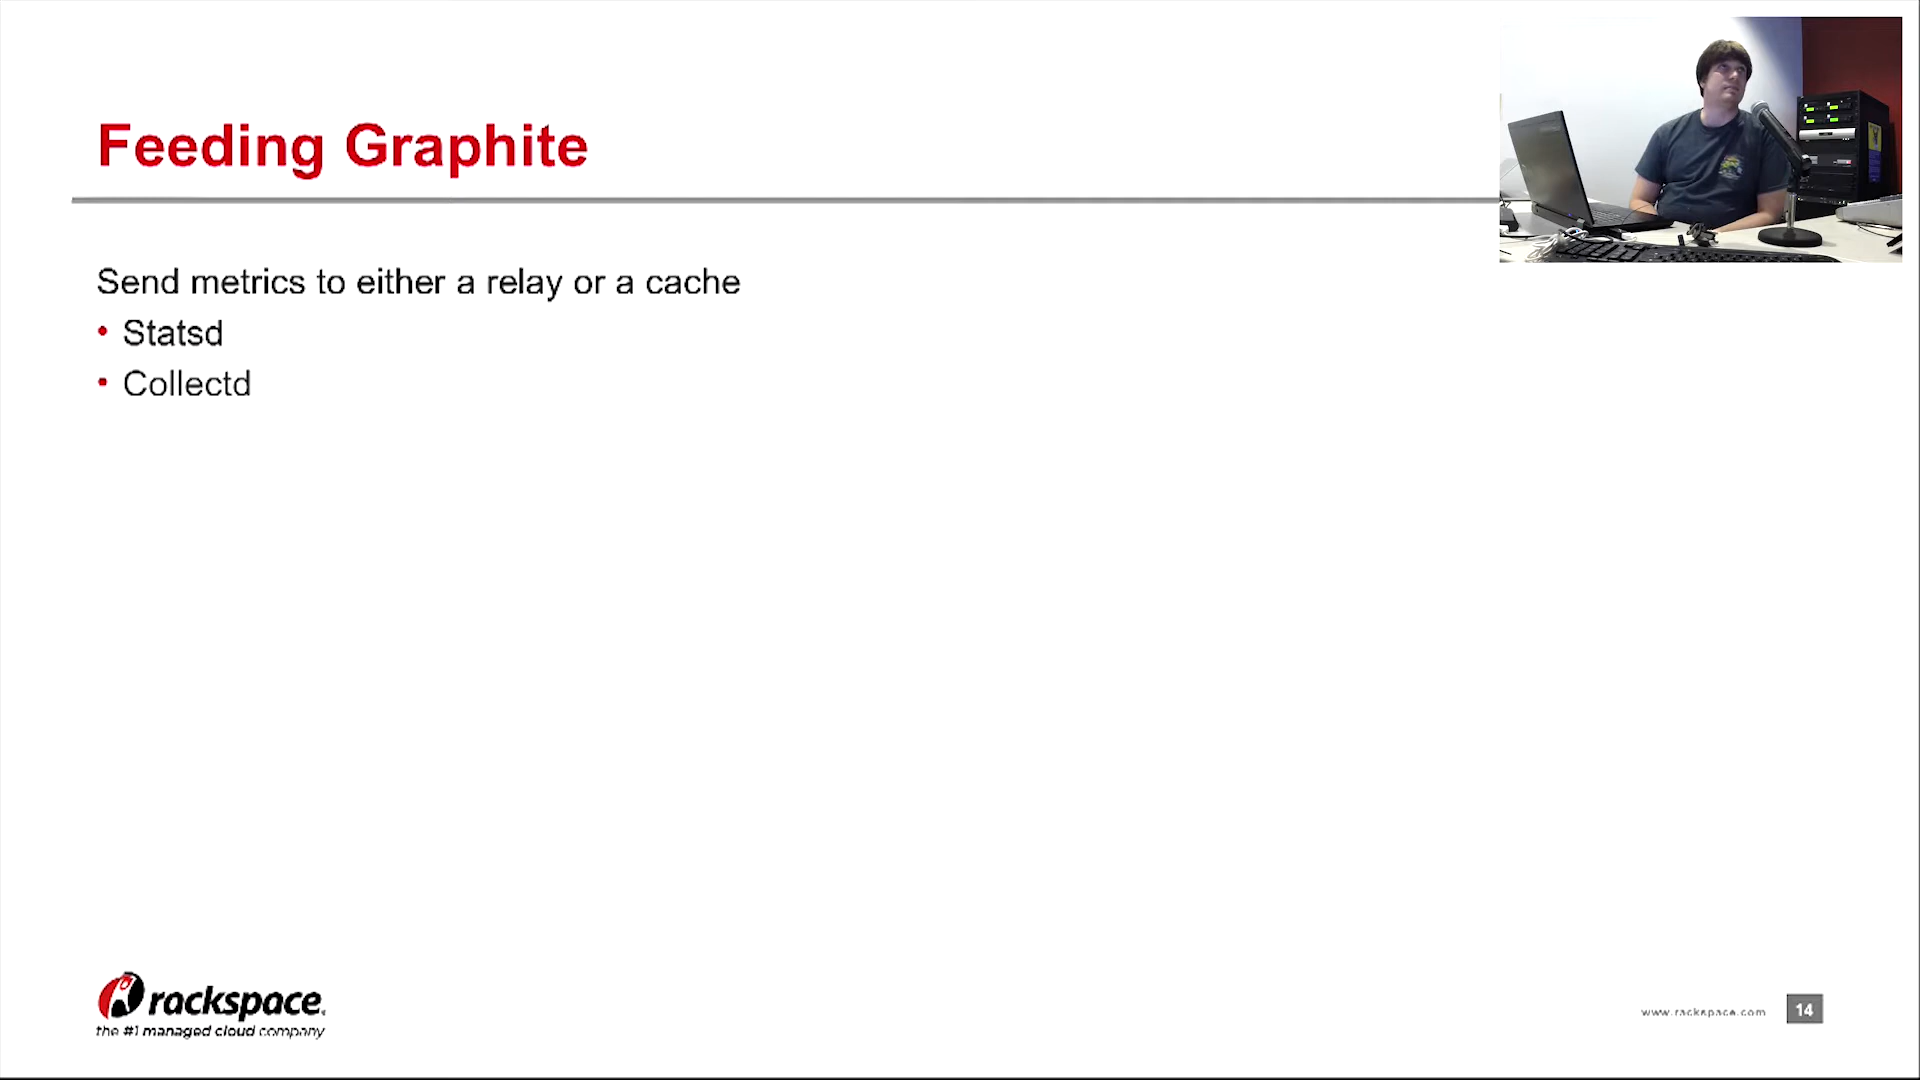 Feeding Graphite
Send metrics to either a relay or a cache
• Statsd
• Collectd
rackspace.
the #1 managed cloud company
www.rackspace.com
14